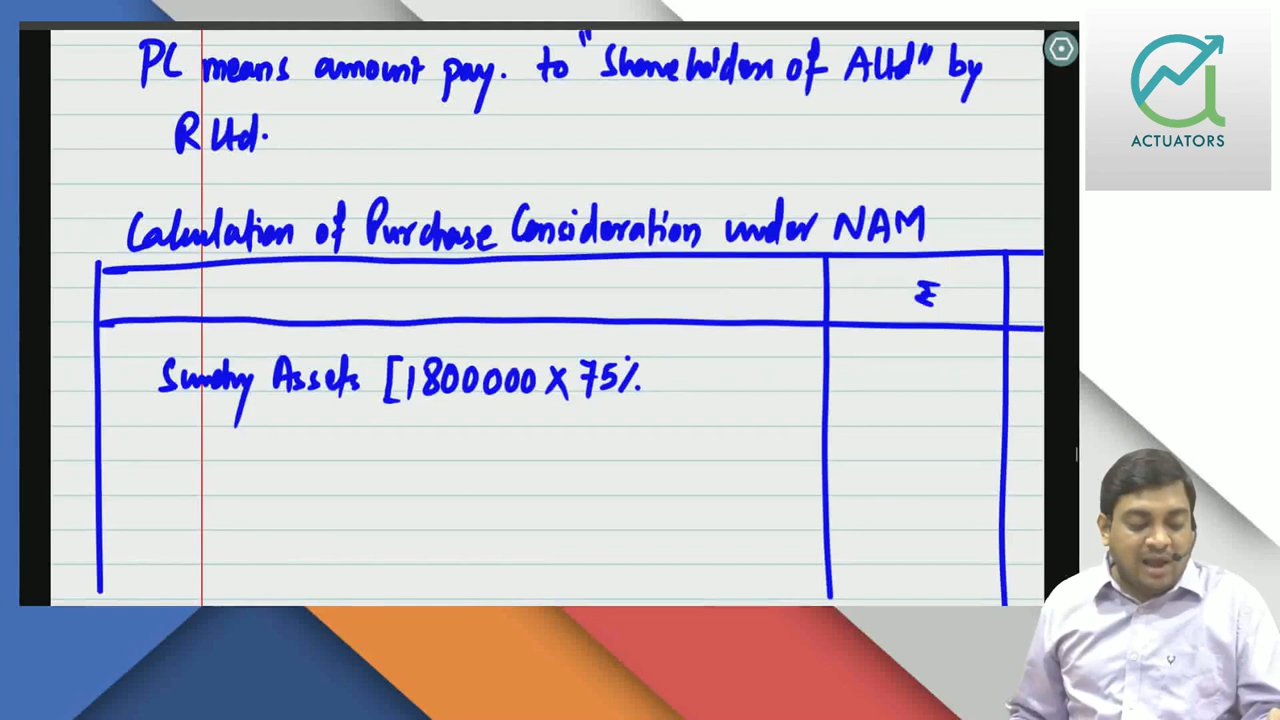 PC means amount pay. to "Shareholders of A Ltd" by
R Ltd.
Calculation of Purchase Consideration under NAM
₹
Sundry Assets [1800000 X 75%
ACTUATORS